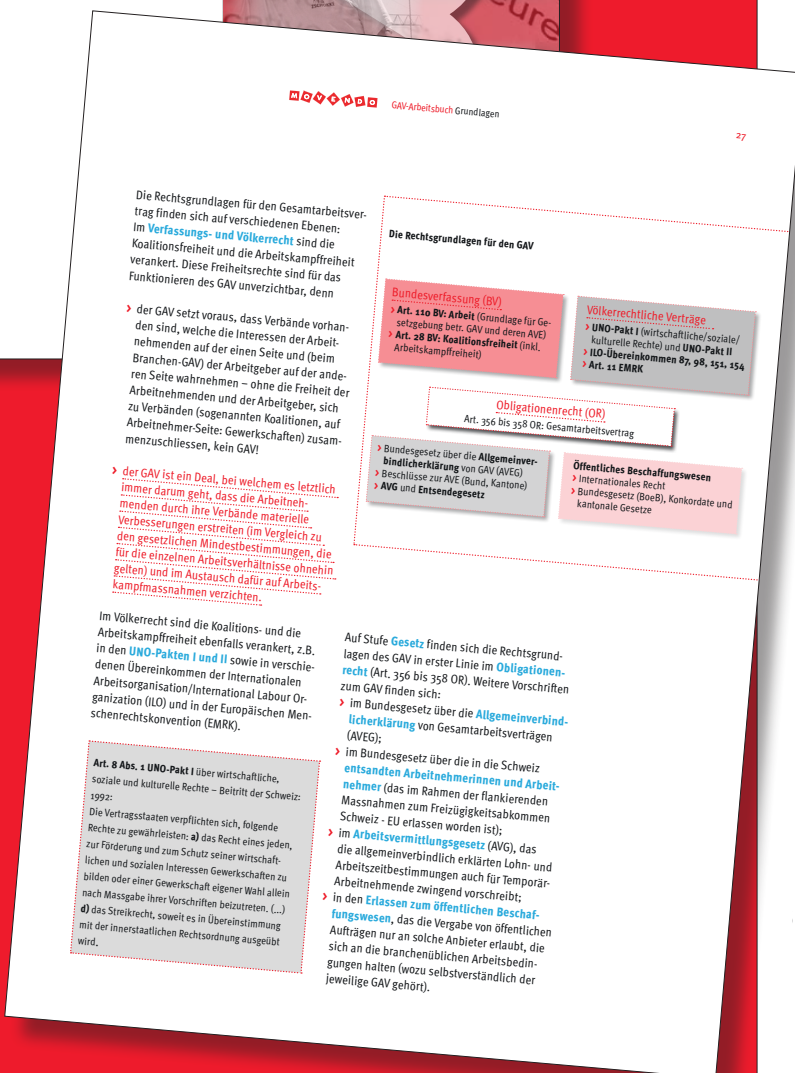 cure
MOVENDO GAV-Arbeitsbuch Grundlagen
27
Die Rechtsgrundlagen für den Gesamtarbeitsver-
trag finden sich auf verschiedenen Ebenen:
Im Verfassungs- und Völkerrecht sind die
Koalitionsfreiheit und die Arbeitskampffreiheit
verankert. Diese Freiheitsrechte sind für das
Funktionieren des GAV unverzichtbar, denn
› der GAV setzt voraus, dass Verbände vorhan-
den sind, welche die Interessen der Arbeit-
nehmenden auf der einen Seite und (beim
Branchen-GAV) der Arbeitgeber auf der ande-
ren Seite wahrnehmen – ohne die Freiheit der
Arbeitnehmenden und der Arbeitgeber, sich
zu Verbänden (sogenannten Koalitionen, auf
Arbeitnehmer-Seite: Gewerkschaften) zusam-
menzuschliessen, kein GAV!
› der GAV ist ein Deal, bei welchem es letztlich
immer darum geht, dass die Arbeitneh-
menden durch ihre Verbände materielle
Verbesserungen erstreiten (im Vergleich zu
den gesetzlichen Mindestbestimmungen, die
für die einzelnen Arbeitsverhältnisse ohnehin
gelten) und im Austausch dafür auf Arbeits-
kampfmassnahmen verzichten.
Im Völkerrecht sind die Koalitions- und die
Arbeitskampffreiheit ebenfalls verankert, z.B.
in den UNO-Pakten I und II sowie in verschie-
denen Übereinkommen der Internationalen
Arbeitsorganisation/International Labour Or-
ganization (ILO) und in der Europäischen Men-
schenrechtskonvention (EMRK).
Art. 8 Abs. 1 UNO-Pakt I über wirtschaftliche,
soziale und kulturelle Rechte – Beitritt der Schweiz:
1992:
Die Vertragsstaaten verpflichten sich, folgende
Rechte zu gewährleisten: a) das Recht eines jeden,
zur Förderung und zum Schutz seiner wirtschaft-
lichen und sozialen Interessen Gewerkschaften zu
bilden oder einer Gewerkschaft eigener Wahl allein
nach Massgabe ihrer Vorschriften beizutreten. (...)
d) das Streikrecht, soweit es in Übereinstimmung
mit der innerstaatlichen Rechtsordnung ausgeübt
wird.
Die Rechtsgrundlagen für den GAV
Bundesverfassung (BV)
› Art. 110 BV: Arbeit (Grundlage für Ge-
setzgebung betr. GAV und deren AVE)
› Art. 28 BV: Koalitionsfreiheit (inkl.
Arbeitskampffreiheit)
Völkerrechtliche Verträge
› UNO-Pakt I (wirtschaftliche/soziale/
kulturelle Rechte) und UNO-Pakt II
› ILO-Übereinkommen 87, 98, 151, 154
› Art. 11 EMRK
Obligationenrecht (OR)
Art. 356 bis 358 OR: Gesamtarbeitsvertrag
› Bundesgesetz über die Allgemeinver-
bindlicherklärung von GAV (AVEG)
› Beschlüsse zur AVE (Bund, Kantone)
› AVG und Entsendegesetz
Öffentliches Beschaffungswesen
› Internationales Recht
› Bundesgesetz (BoeB), Konkordate und
kantonale Gesetze
Auf Stufe Gesetz finden sich die Rechtsgrund-
lagen des GAV in erster Linie im Obligationen-
recht (Art. 356 bis 358 OR). Weitere Vorschriften
zum GAV finden sich:
› im Bundesgesetz über die Allgemeinverbind-
licherklärung von Gesamtarbeitsverträgen
(AVEG);
› im Bundesgesetz über die in die Schweiz
entsandten Arbeitnehmerinnen und Arbeit-
nehmer (das im Rahmen der flankierenden
Massnahmen zum Freizügigkeitsabkommen
Schweiz - EU erlassen worden ist);
› im Arbeitsvermittlungsgesetz (AVG), das
die allgemeinverbindlich erklärten Lohn- und
Arbeitszeitbestimmungen auch für Temporär-
Arbeitnehmende zwingend vorschreibt;
› in den Erlassen zum öffentlichen Beschaf-
fungswesen, das die Vergabe von öffentlichen
Aufträgen nur an solche Anbieter erlaubt, die
sich an die branchenüblichen Arbeitsbedin-
gungen halten (wozu selbstverständlich der
jeweilige GAV gehört).